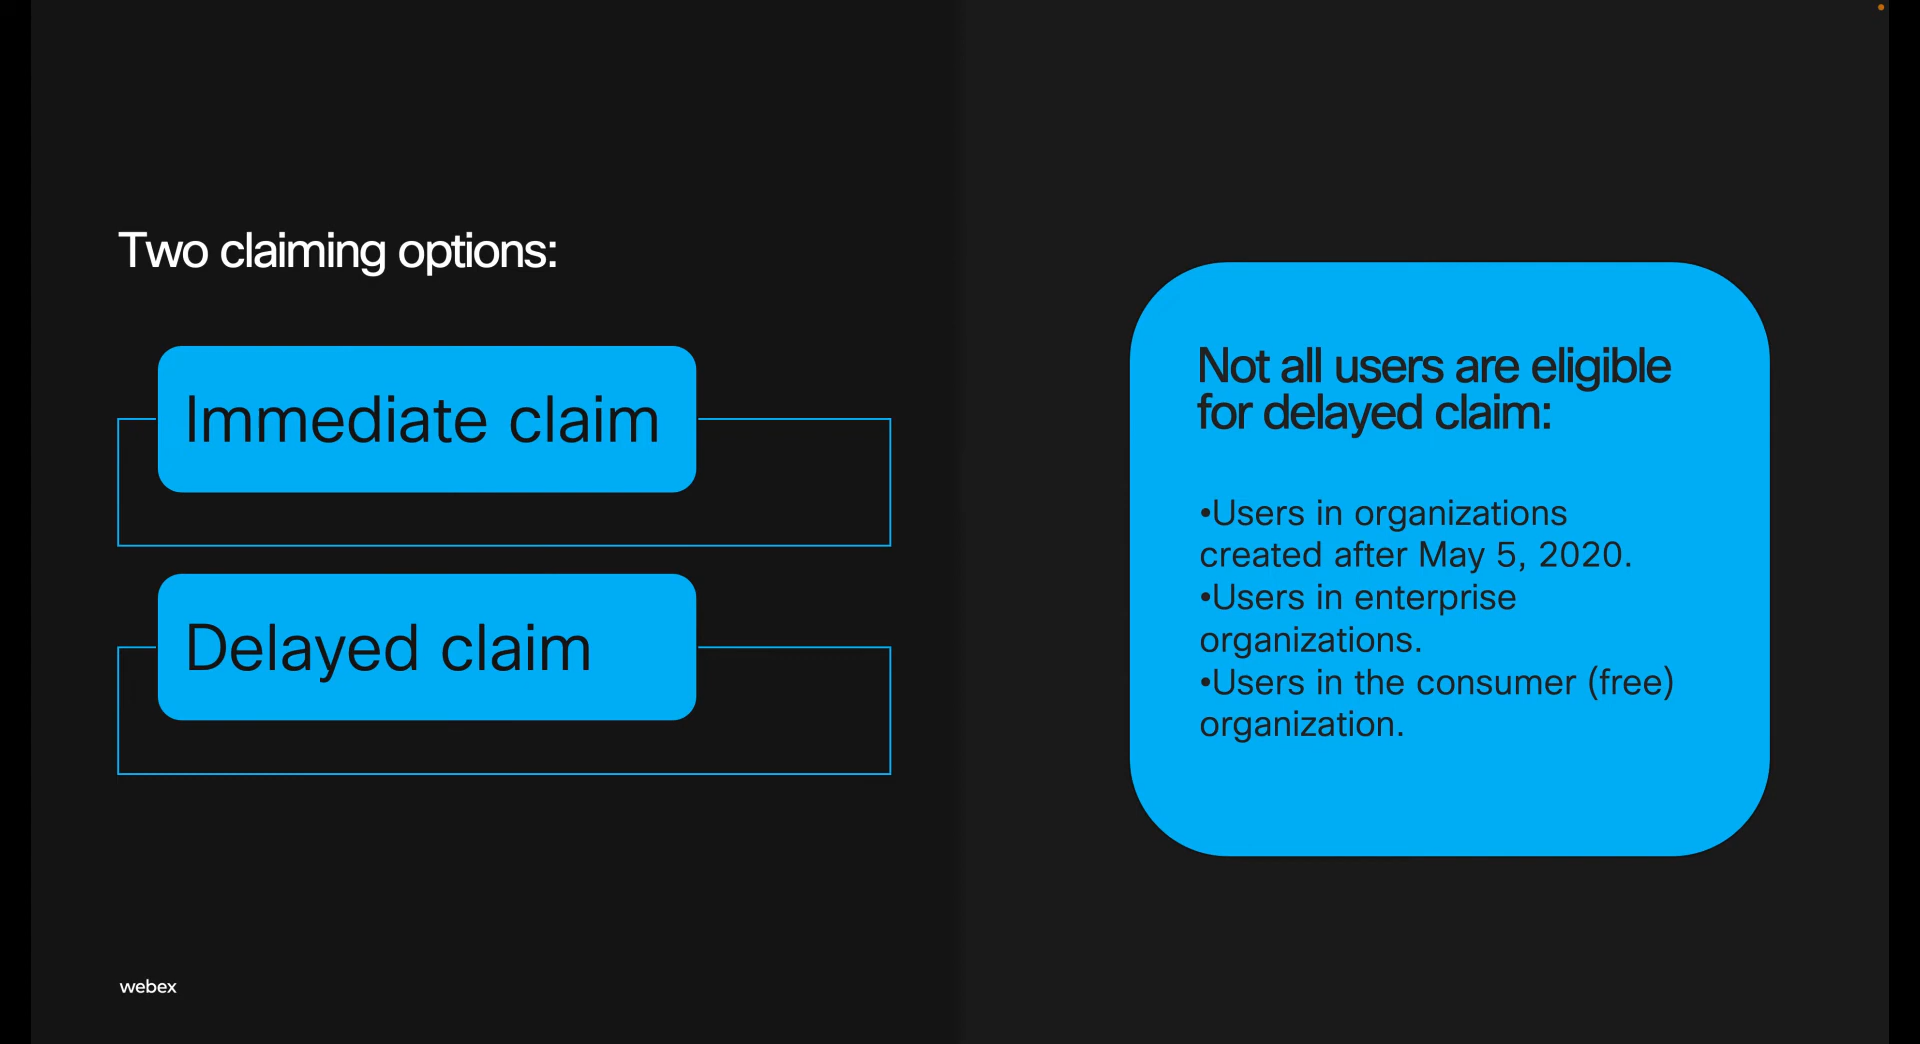 Two claiming options:
Immediate claim
Delayed claim
Not all users are eligible
for delayed claim:
•Users in organizations
created after May 5, 2020.
•Users in enterprise
organizations.
•Users in the consumer (free)
organization.
webex